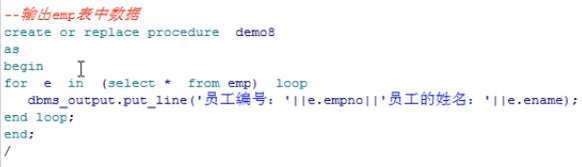 --输出emp表中数据
create or replace procedure  demo8
as
begin
for  e  in  (select *  from emp)  loop
   dbms_output.put_line('员工编号：'||e.empno||'员工的姓名：'||e.ename);
end loop;
end;
/